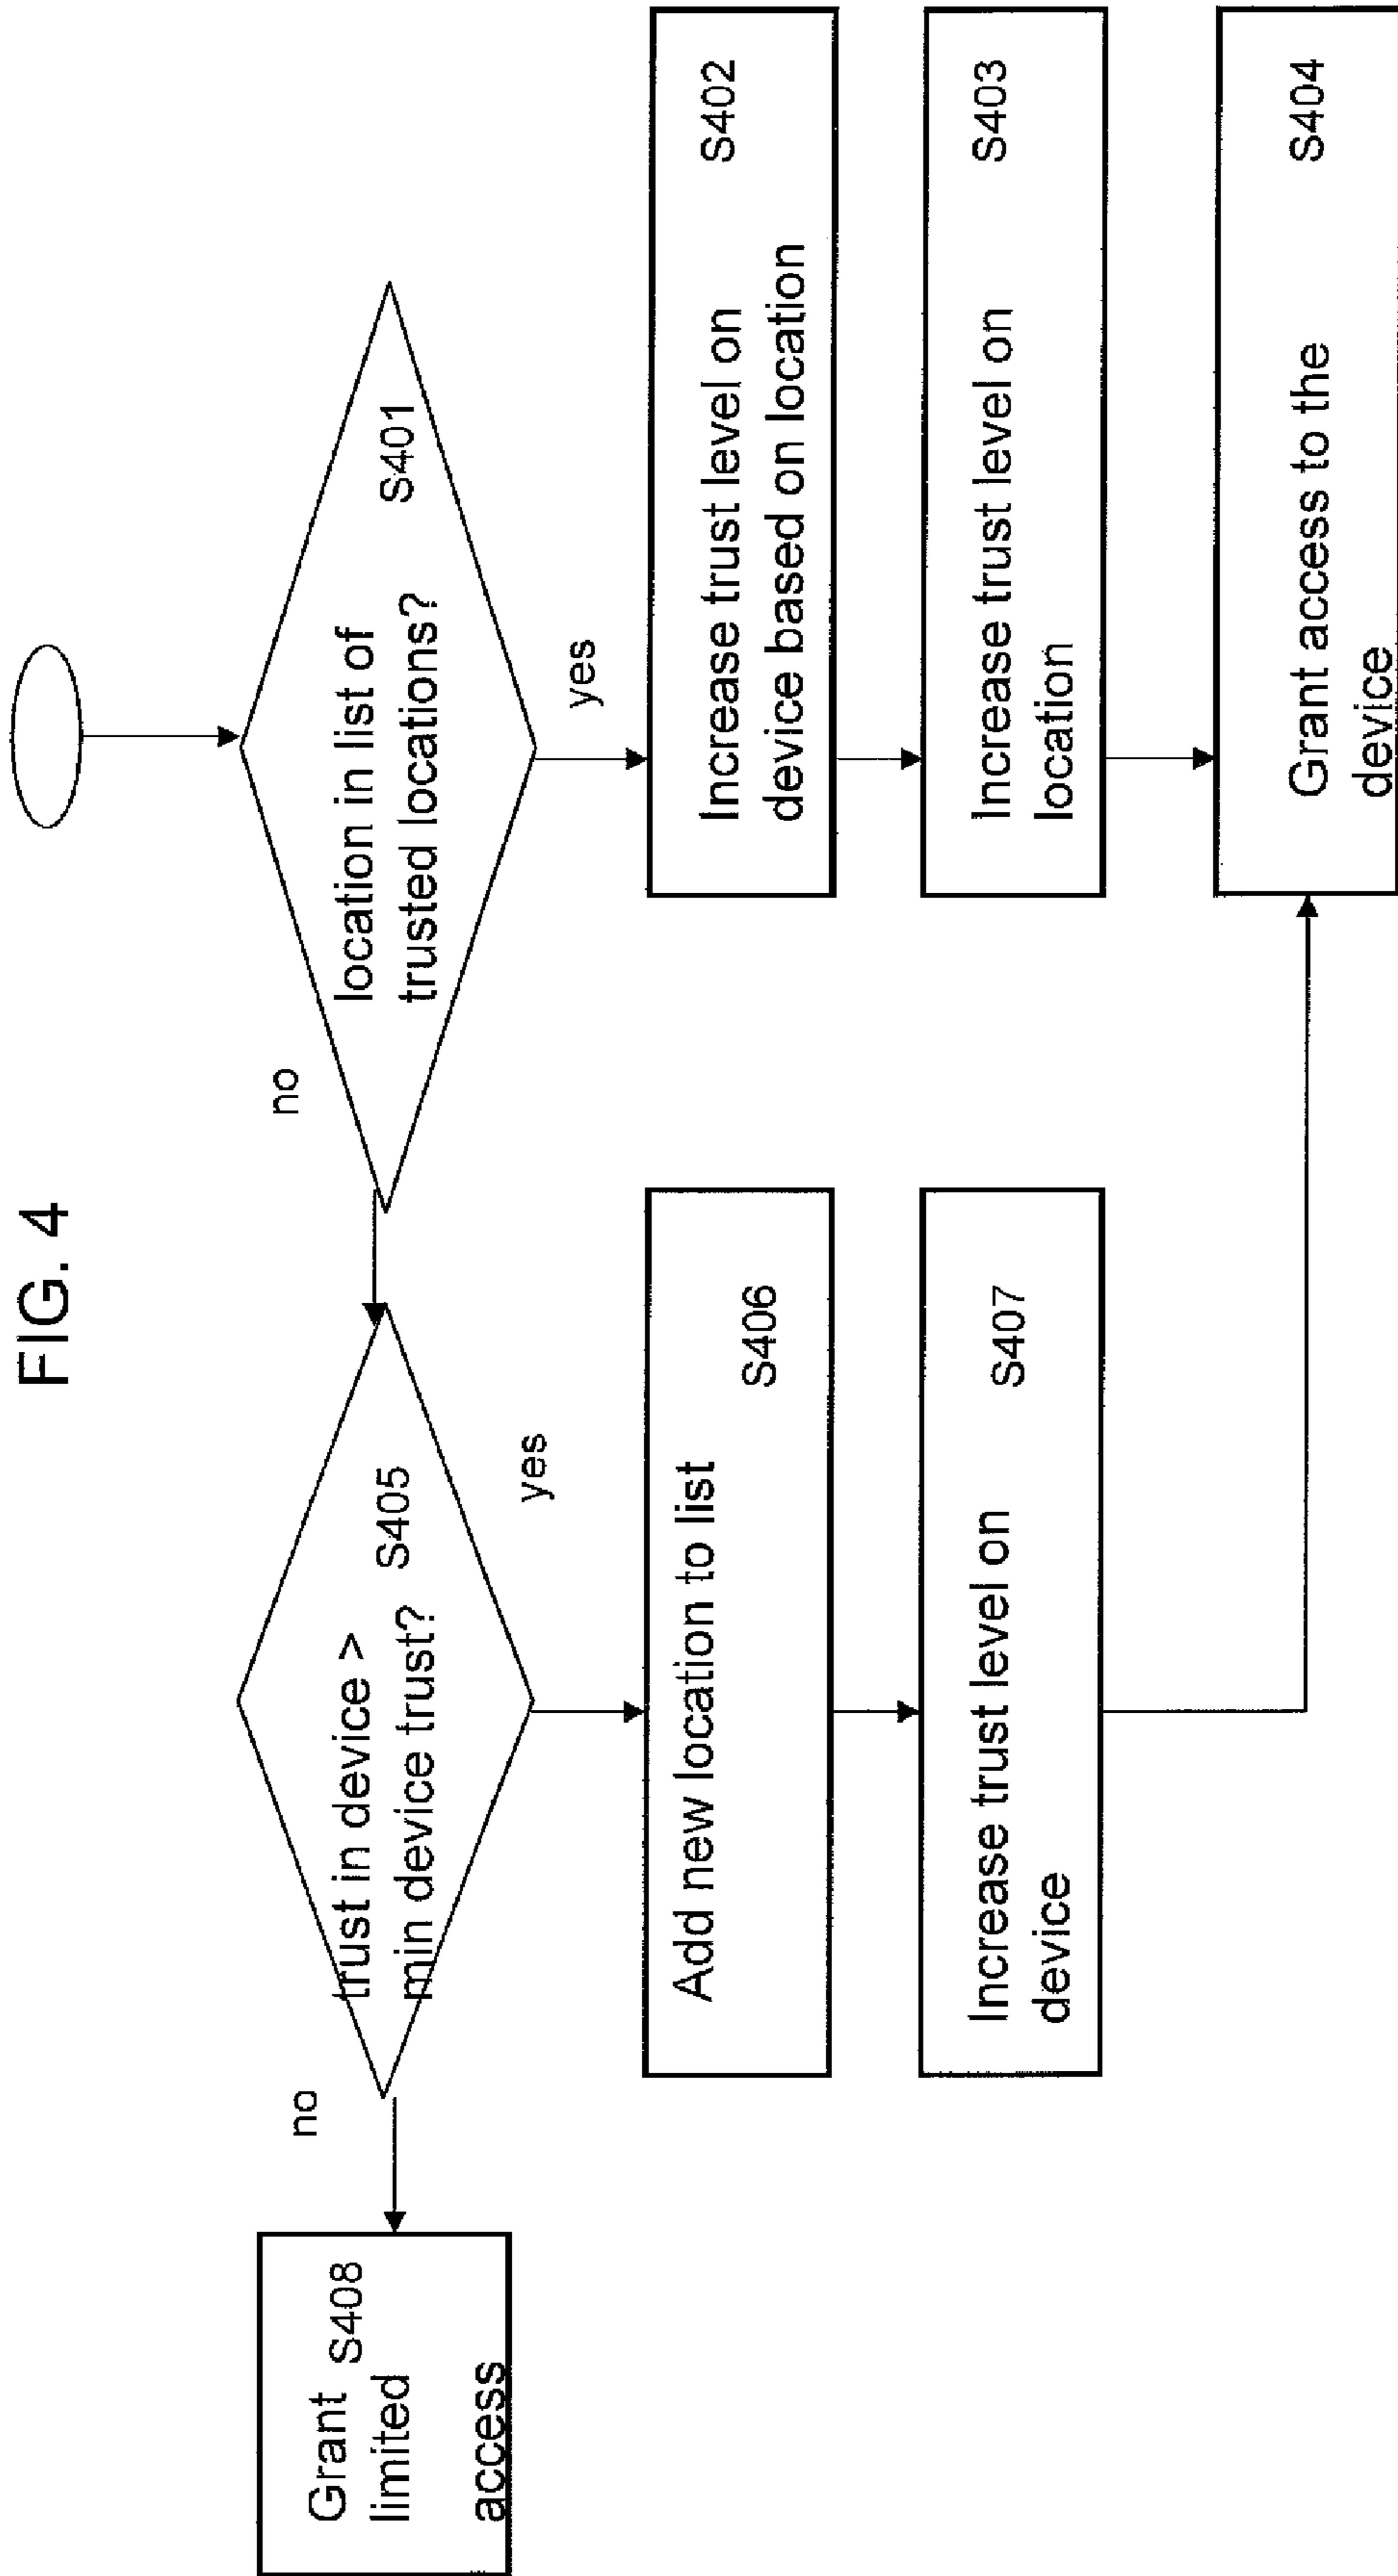 FIG. 4
location in list of
trusted locations?
S401
no
yes
Increase trust level on
device based on location
S402
Increase trust level on
location
S403
Grant access to the
device
S404
trust in device >
min device trust?
S405
no
yes
Add new location to list
S406
Increase trust level on
device
S407
Grant
limited
access
S408